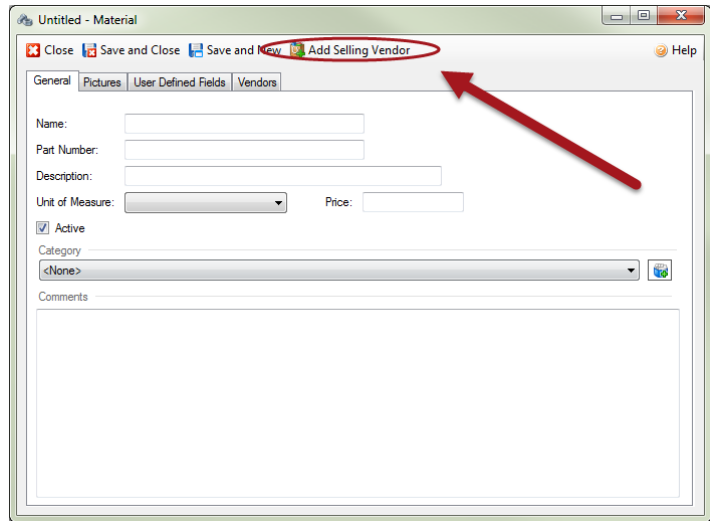 Untitled - Material
Close Save and Close Save and New Add Selling Vendor Help
General Pictures User Defined Fields Vendors
Name:
Part Number:
Description:
Unit of Measure: Price:
Active
Category
<None>
Comments